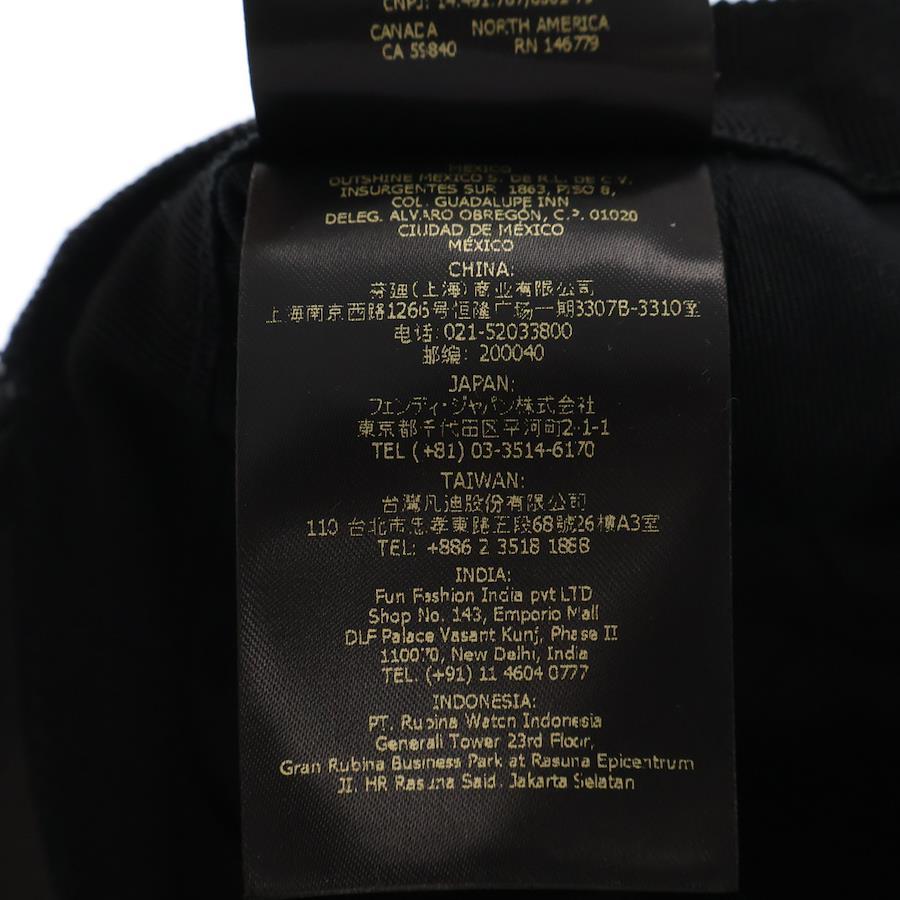 CANADA NORTH AMERICA
CA 59840 RN 146779
MEXICO
OUTSHINE MEXICO S. DE R.L. DE C.V.
INSURGENTES SUR 1863, PISO 8,
COL. GUADALUPE INN
DELEG. ALVARO OBREGÓN, C.P. 01020
CIUDAD DE MÉXICO
MÉXICO
CHINA:
芬迪(上海)商业有限公司
上海南京西路1266号恒隆广场一期3307B-3310室
电话: 021-52033800
邮编: 200040
JAPAN:
フェンディ・ジャパン株式会社
東京都千代田区平河町2-1-1
TEL (+81) 03-3514-6170
TAIWAN:
台灣凡迪股份有限公司
110 台北市忠孝東路五段68號26樓A3室
TEL: +886 2 3518 1888
INDIA:
Fun Fashion India pvt LTD
Shop No. 143, Emporio Mall
DLF Palace Vasant Kunj, Phase II
110070, New Delhi, India
TEL. (+91) 11 4604 0777
INDONESIA:
PT. Rubina Watch Indonesia
Generali Tower 23rd Floor,
Gran Rubina Business Park at Rasuna Epicentrum
Jl. HR Rasuna Said. Jakarta Selatan